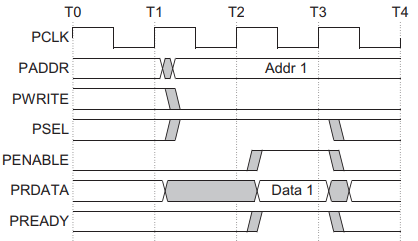 T0 T1 T2 T3 T4
PCLK
PADDR Addr 1
PWRITE
PSEL
PENABLE
PRDATA Data 1
PREADY